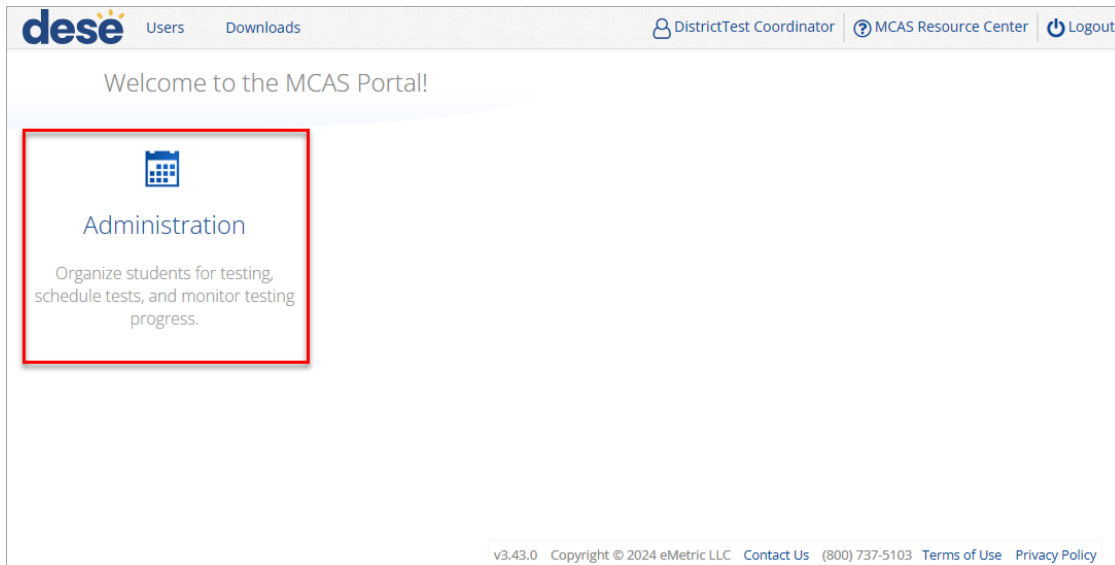 dese Users Downloads DistrictTest Coordinator MCAS Resource Center Logout
Welcome to the MCAS Portal!
Administration
Organize students for testing,
schedule tests, and monitor testing
progress.
v3.43.0 Copyright © 2024 eMetric LLC Contact Us (800) 737-5103 Terms of Use Privacy Policy